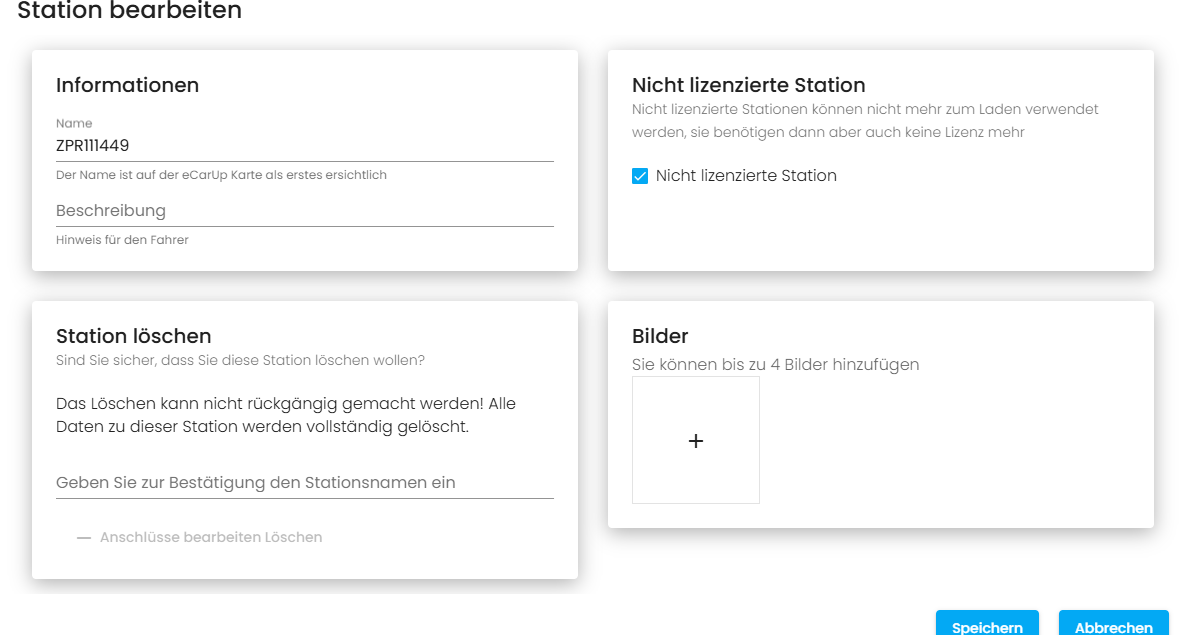 Station bearbeiten
Informationen
Name
ZPR111449
Der Name ist auf der eCarUp Karte als erstes ersichtlich
Beschreibung
Hinweis für den Fahrer
Nicht lizenzierte Station
Nicht lizenzierte Stationen können nicht mehr zum Laden verwendet
werden, sie benötigen dann aber auch keine Lizenz mehr
Nicht lizenzierte Station
Station löschen
Sind Sie sicher, dass Sie diese Station löschen wollen?
Das Löschen kann nicht rückgängig gemacht werden! Alle
Daten zu dieser Station werden vollständig gelöscht.
Geben Sie zur Bestätigung den Stationsnamen ein
Anschlüsse bearbeiten Löschen
Bilder
Sie können bis zu 4 Bilder hinzufügen
+
Speichern
Abbrechen